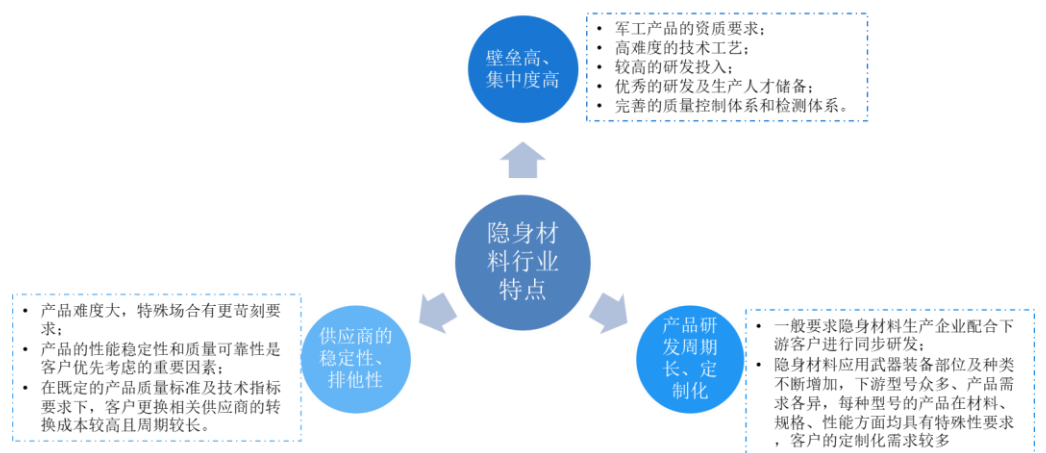 壁垒高、
集中度高
• 军工产品的资质要求；
• 高难度的技术工艺；
• 较高的研发投入；
• 优秀的研发及生产人才储备；
• 完善的质量控制体系和检测体系。
隐身材
料行业
特点
• 产品难度大，特殊场合有更苛刻要
求；
• 产品的性能稳定性和质量可靠性是
客户优先考虑的重要因素；
• 在既定的产品质量标准及技术指标
要求下，客户更换相关供应商的转
换成本较高且周期较长。
供应商的
稳定性、
排他性
产品研
发周期
长、定
制化
• 一般要求隐身材料生产企业配合下
游客户进行同步研发；
• 隐身材料应用武器装备部位及种类
不断增加，下游型号众多、产品需
求各异，每种型号的产品在材料、
规格、性能方面均具有特殊性要求
，客户的定制化需求较多